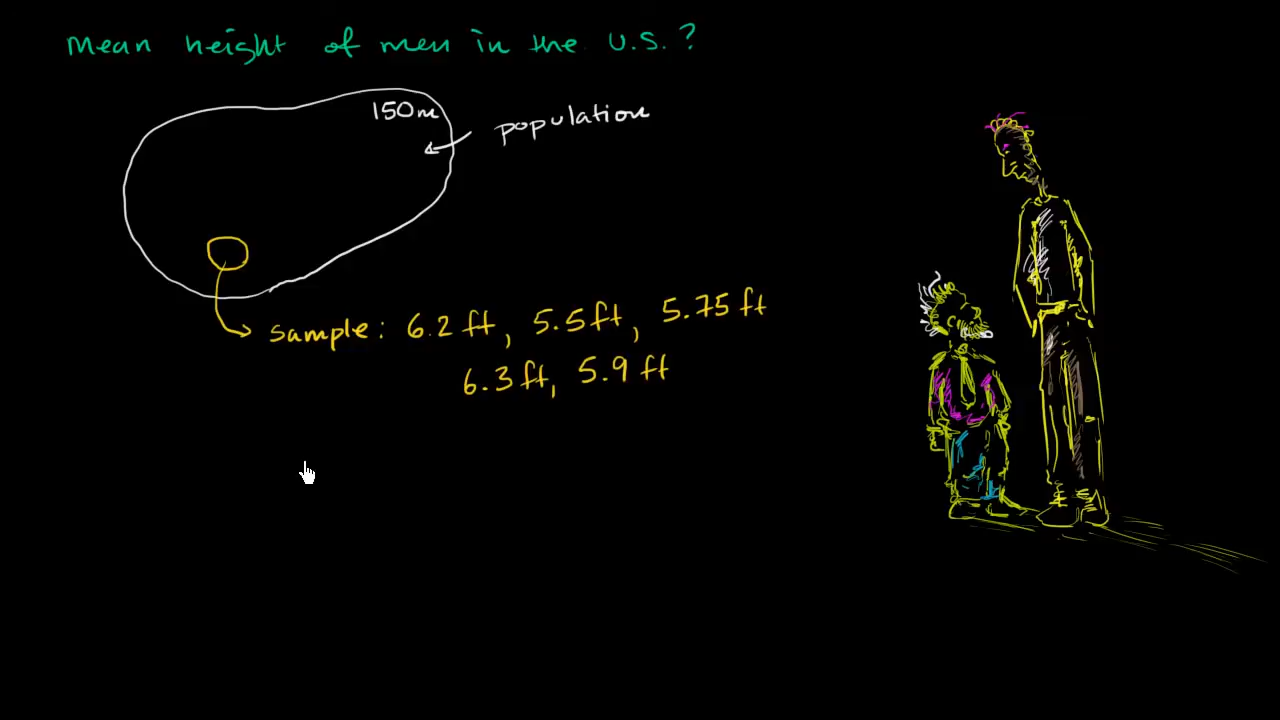 Mean height of men in the U.S.?
150m
population
sample: 6.2 ft, 5.5 ft, 5.75 ft
6.3 ft, 5.9 ft